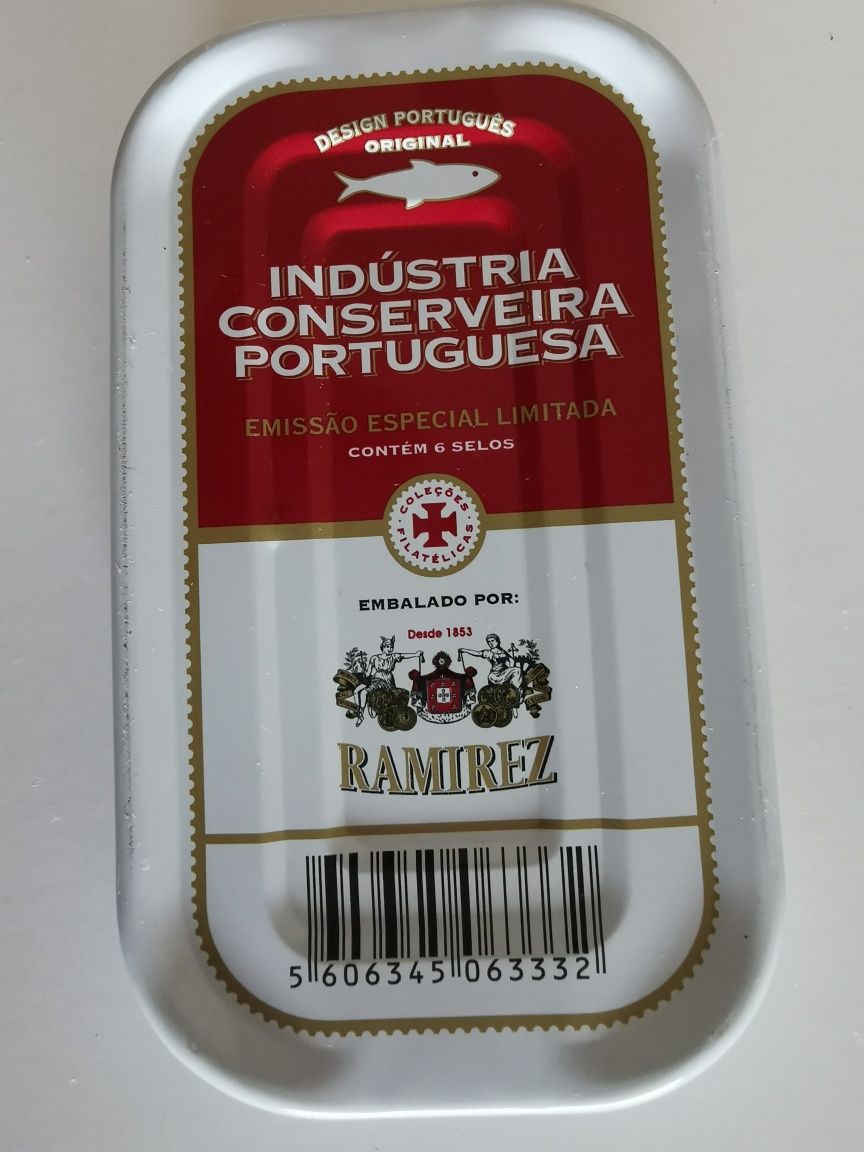 DESIGN PORTUGUÊS
ORIGINAL
INDÚSTRIA
CONSERVEIRA
PORTUGUESA
EMISSÃO ESPECIAL LIMITADA
CONTÉM 6 SELOS
COLEÇÕES
FILATÉLICAS
EMBALADO POR:
Desde 1853
RAMIREZ
5 606345 063332